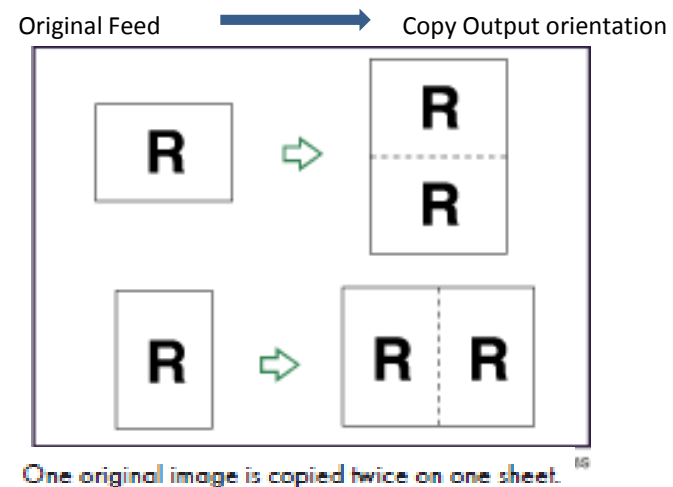 Original Feed Copy Output orientation
R
R
R
R
R R
One original image is copied twice on one sheet.